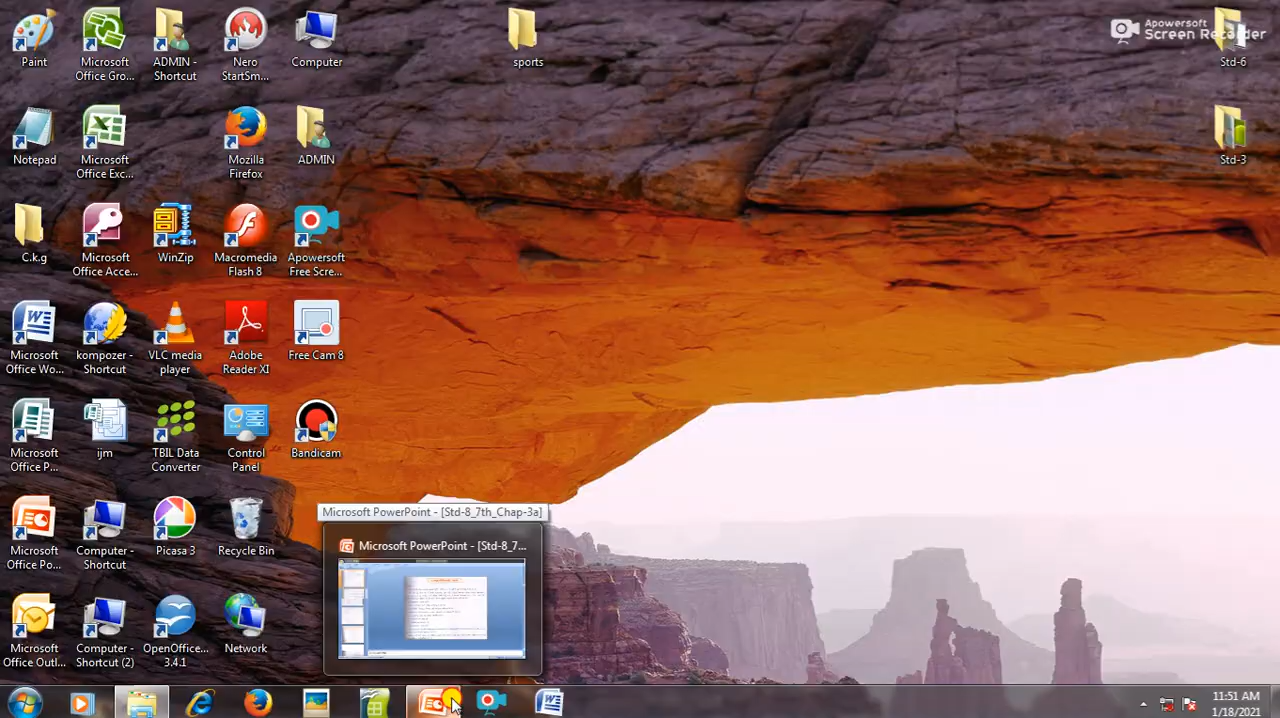 Paint
Microsoft
Office Gro...
ADMIN -
Shortcut
Nero
StartSm...
Computer
sports
Apowersoft
Screen Recorder
Std-6
Notepad
Microsoft
Office Exc...
Mozilla
Firefox
ADMIN
Std-3
C.k.g
Microsoft
Office Acce...
WinZip
Macromedia
Flash 8
Apowersoft
Free Scre...
Microsoft
Office Wo...
kompozer -
Shortcut
VLC media
player
Adobe
Reader XI
Free Cam 8
Microsoft
Office P...
ijm
TBIL Data
Converter
Control
Panel
Bandicam
Microsoft
Office Po...
Computer -
Shortcut
Picasa 3
Recycle Bin
Microsoft PowerPoint - [Std-8_7th_Chap-3a]
Microsoft PowerPoint - [Std-8_7...
Microsoft
Office Outl...
Computer -
Shortcut (2)
OpenOffice...
3.4.1
Network
11:51 AM
1/18/2021